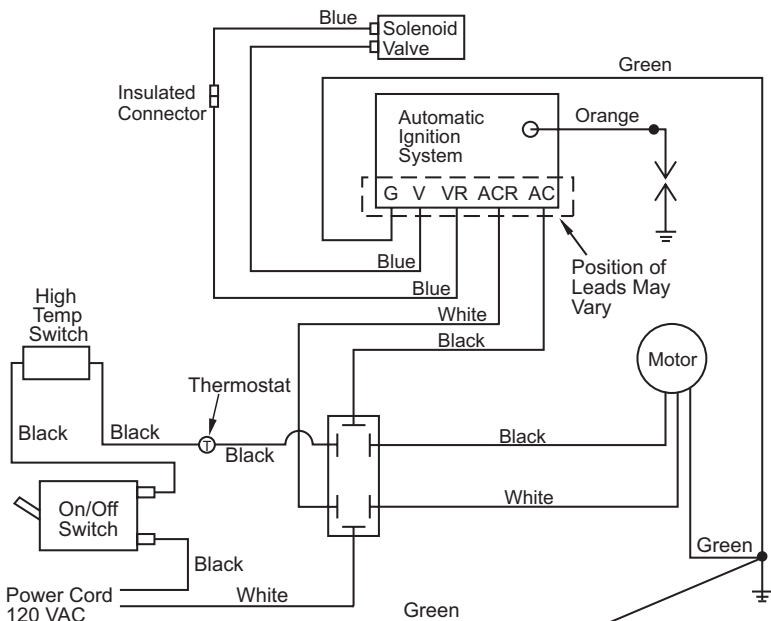 Blue
Solenoid
Valve
Green
Insulated
Connector
Automatic
Ignition
System
Orange
G V VR ACR AC
Blue
Blue
Position of
Leads May
Vary
High
Temp
Switch
White
Black
Motor
Thermostat
Black
Black
Black
Black
On/Off
Switch
White
Black
Green
Power Cord
120 VAC
White
Green
T